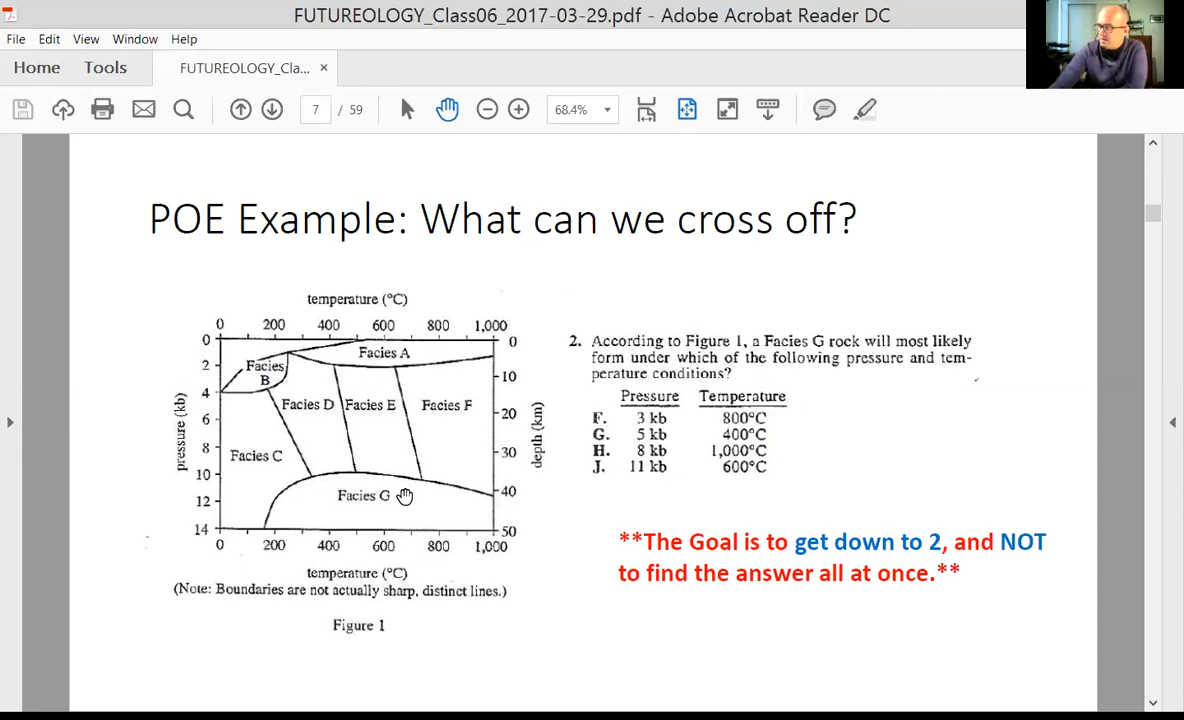 FUTUREOLOGY_Class06_2017-03-29.pdf - Adobe Acrobat Reader DC
File Edit View Window Help
Home Tools FUTUREOLOGY_Cla... ×
7 / 59 68.4%
POE Example: What can we cross off?
temperature (°C)
0 200 400 600 800 1,000
0 2 4 6 8 10 12 14
pressure (kb)
Facies A
Facies
B
Facies D Facies E Facies F
Facies C
Facies G
0 10 20 30 40 50
depth (km)
0 200 400 600 800 1,000
temperature (°C)
(Note: Boundaries are not actually sharp, distinct lines.)
Figure 1
2. According to Figure 1, a Facies G rock will most likely
form under which of the following pressure and tem-
perature conditions?
Pressure Temperature
F. 3 kb 800°C
G. 5 kb 400°C
H. 8 kb 1,000°C
J. 11 kb 600°C
**The Goal is to get down to 2, and NOT
to find the answer all at once.**